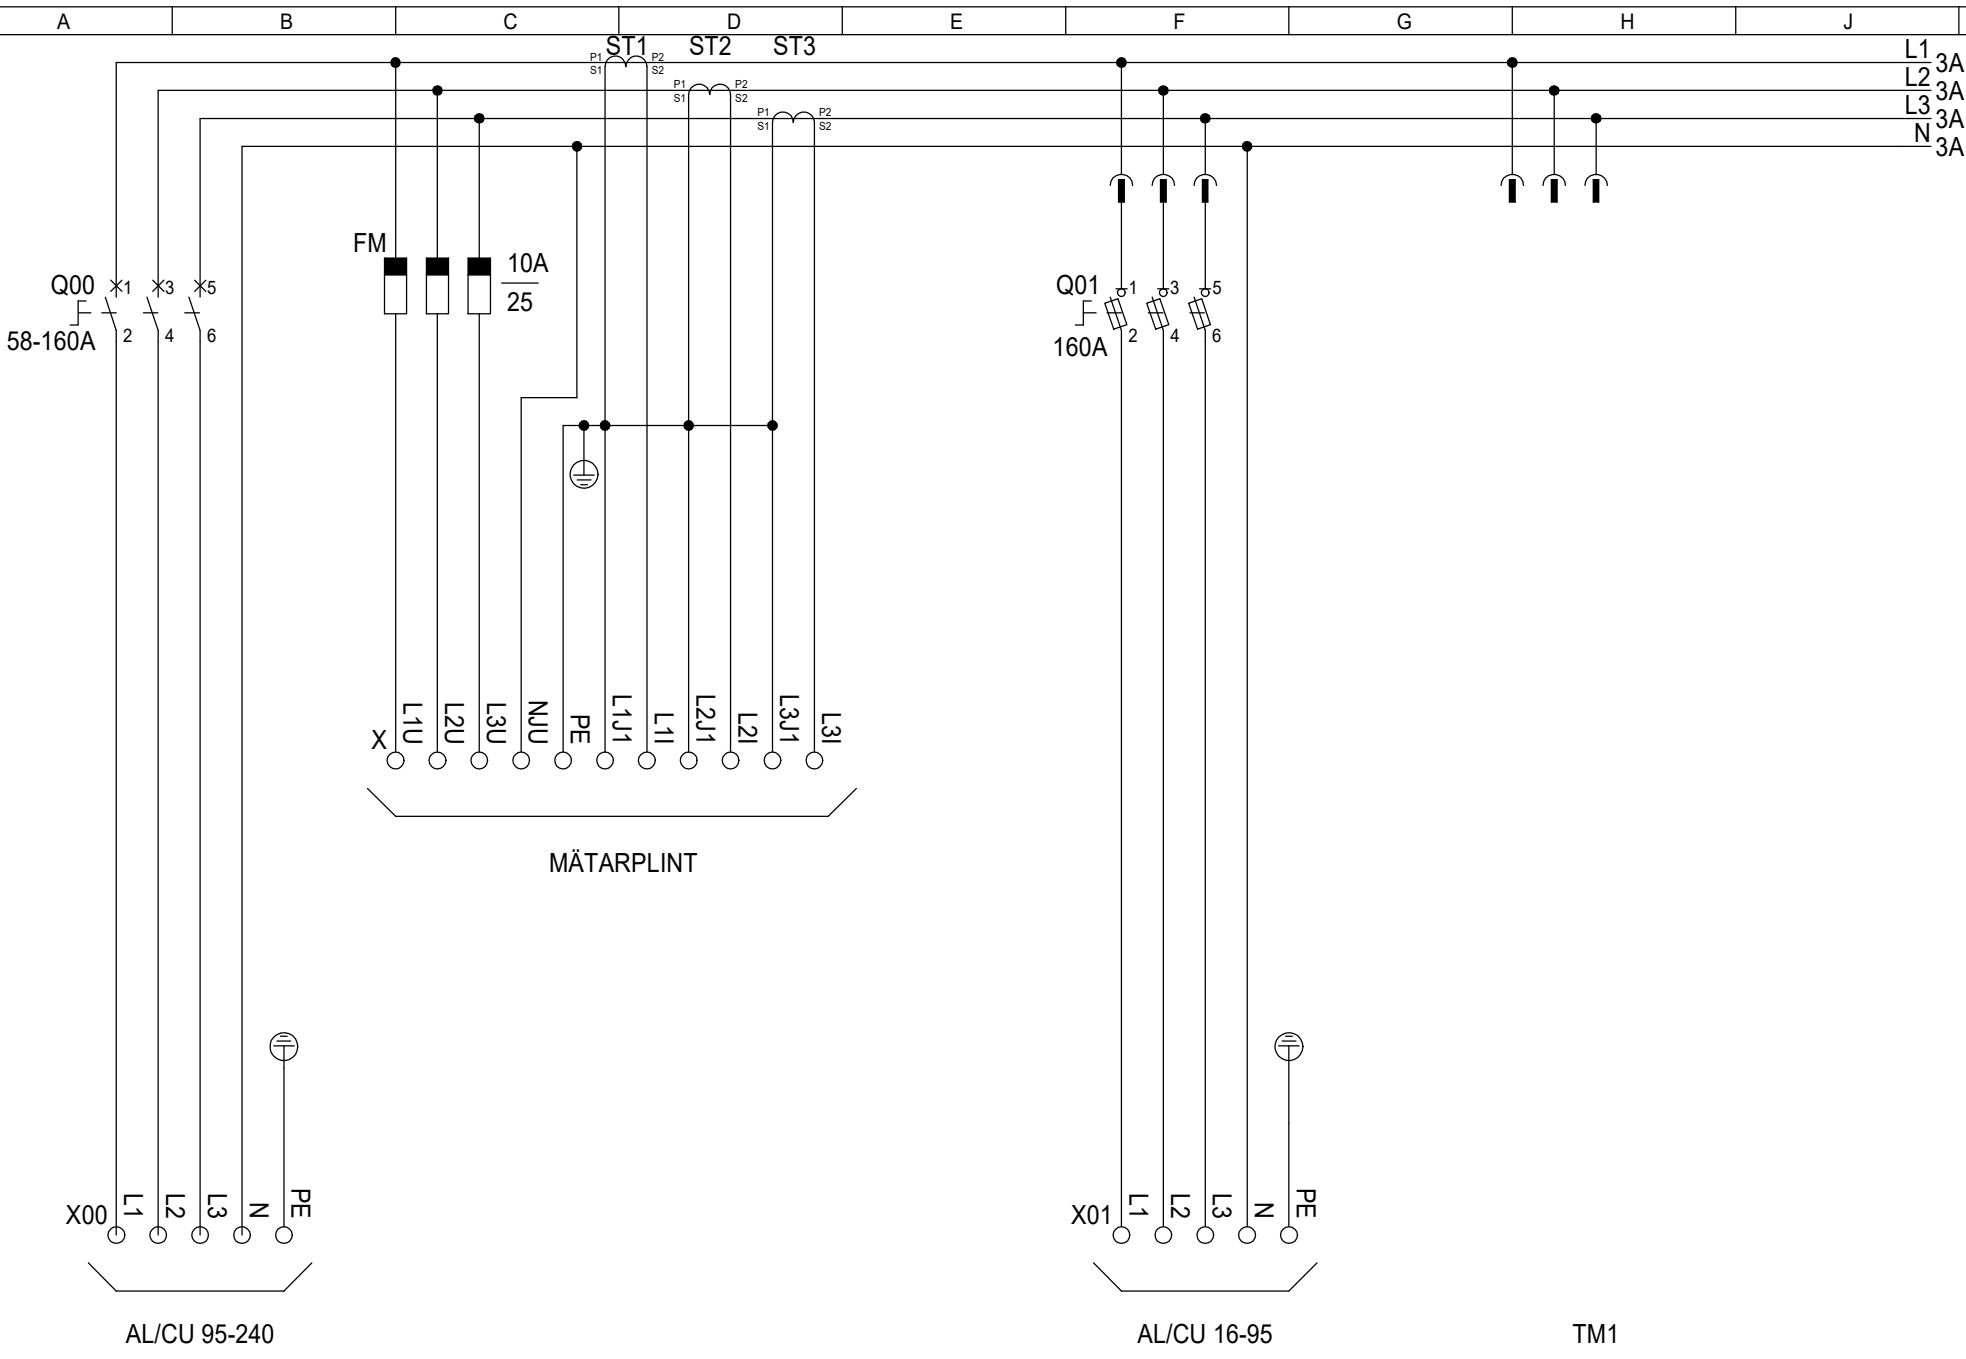 A B C D E F G H J
ST1 ST2 ST3
P1 P2
S1 S2
P1 P2
S1 S2
P1 P2
S1 S2
L1 3A
L2 3A
L3 3A
N 3A
FM
10A
25
Q00 1 3 5
58-160A 2 4 6
Q01 1 3 5
160A 2 4 6
X L1U L2U L3U NJU PE L1J1 L1I L2J1 L2I L3J1 L3I
MÄTARPLINT
X00 L1 L2 L3 N PE
X01 L1 L2 L3 N PE
AL/CU 95-240
AL/CU 16-95
TM1